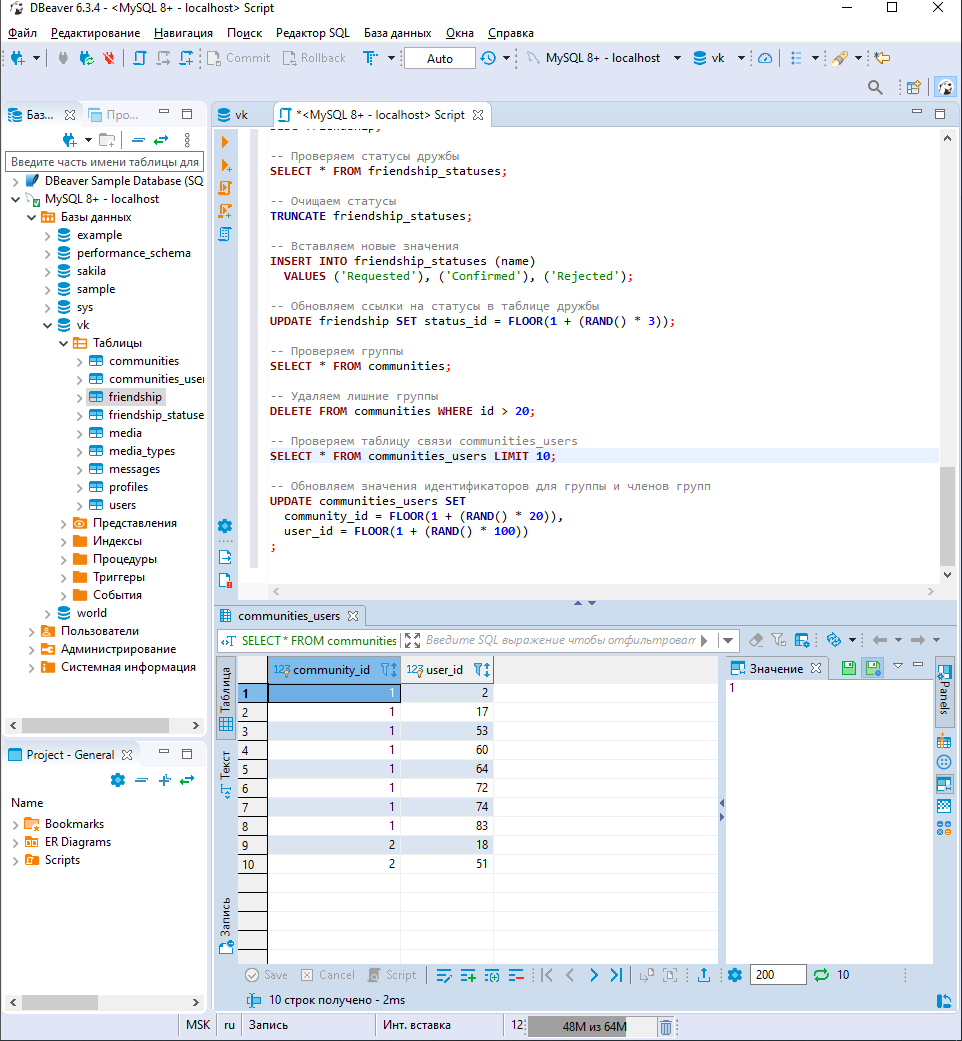 DBeaver 6.3.4 - <MySQL 8+ - localhost> Script
Файл Редактирование Навигация Поиск Редактор SQL База данных Окна Справка
Commit Rollback Auto MySQL 8+ - localhost vk
Баз... Про...
Введите часть имени таблицы для
DBeaver Sample Database (SQ
MySQL 8+ - localhost
Базы данных
example
performance_schema
sakila
sample
sys
vk
Таблицы
communities
communities_user
friendship
friendship_statuse
media
media_types
messages
profiles
users
Представления
Индексы
Процедуры
Триггеры
События
world
Пользователи
Администрирование
Системная информация
Project - General
Name
Bookmarks
ER Diagrams
Scripts
vk *<MySQL 8+ - localhost> Script
-- Проверяем статусы дружбы
SELECT * FROM friendship_statuses;
-- Очищаем статусы
TRUNCATE friendship_statuses;
-- Вставляем новые значения
INSERT INTO friendship_statuses (name)
VALUES ('Requested'), ('Confirmed'), ('Rejected');
-- Обновляем ссылки на статусы в таблице дружбы
UPDATE friendship SET status_id = FLOOR(1 + (RAND() * 3));
-- Проверяем группы
SELECT * FROM communities;
-- Удаляем лишние группы
DELETE FROM communities WHERE id > 20;
-- Проверяем таблицу связи communities_users
SELECT * FROM communities_users LIMIT 10;
-- Обновляем значения идентификаторов для группы и членов групп
UPDATE communities_users SET
community_id = FLOOR(1 + (RAND() * 20)),
user_id = FLOOR(1 + (RAND() * 100))
;
communities_users
SELECT * FROM communities Введите SQL выражение чтобы отфильтроват
Таблица
Текст
Запись
123 community_id 123 user_id
1 1 2
2 1 17
3 1 53
4 1 60
5 1 64
6 1 72
7 1 74
8 1 83
9 2 18
10 2 51
Значение
1
Panels
Save Cancel Script 200 10
10 строк получено - 2ms
MSK ru Запись Инт. вставка 12: 48M из 64M